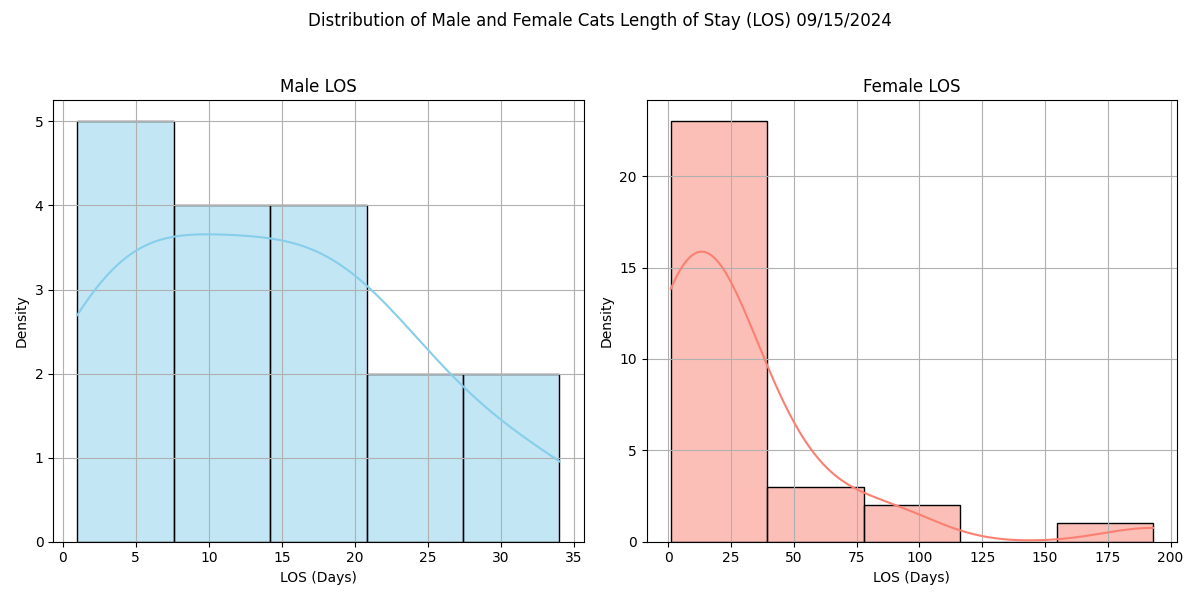 Distribution of Male and Female Cats Length of Stay (LOS) 09/15/2024
Male LOS
Density
5
4
3
2
1
0
0 5 10 15 20 25 30 35
LOS (Days)
Female LOS
Density
20
15
10
5
0
0 25 50 75 100 125 150 175 200
LOS (Days)